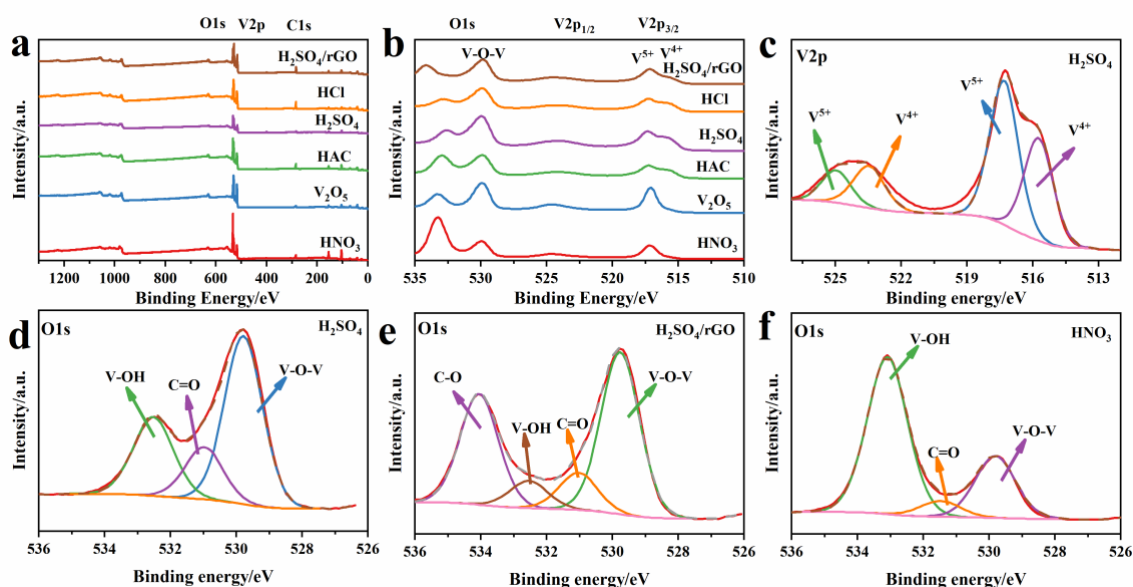 a
O1s V2p C1s
H₂SO₄/rGO
HCl
H₂SO₄
HAC
V₂O₅
HNO₃
Intensity/a.u.
1200 1000 800 600 400 200 0
Binding Energy/eV
b
O1s V2p1/2 V2p3/2
V-O-V V⁵⁺ V⁴⁺
H₂SO₄/rGO
HCl
H₂SO₄
HAC
V₂O₅
HNO₃
Intensity/a.u.
535 530 525 520 515 510
Binding Energy/eV
c
V2p H₂SO₄
V⁵⁺
V⁵⁺ V⁴⁺
V⁴⁺
Intensity/a.u.
525 522 519 516 513
Binding energy/eV
d
O1s H₂SO₄
V-OH C=O V-O-V
Intensity/a.u.
536 534 532 530 528 526
Binding energy/eV
e
O1s H₂SO₄/rGO
C-O V-OH C=O V-O-V
Intensity/a.u.
536 534 532 530 528 526
Binding energy/eV
f
O1s HNO₃
V-OH
C=O V-O-V
Intensity/a.u.
536 534 532 530 528 526
Binding energy/eV